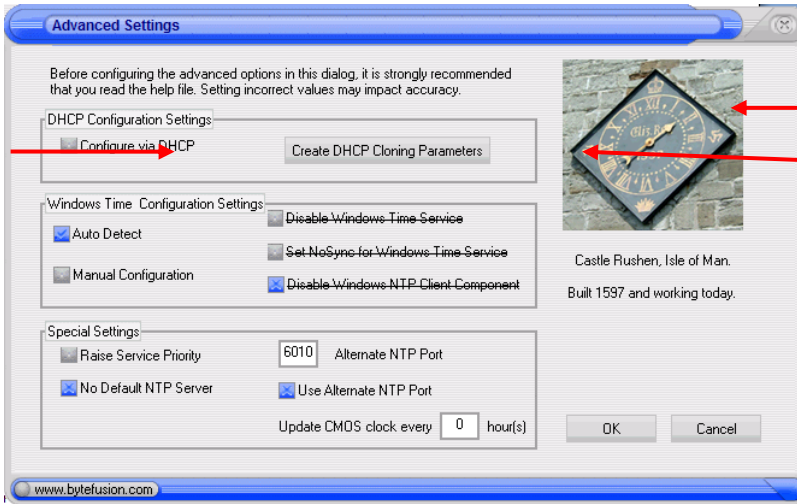 Advanced Settings
Before configuring the advanced options in this dialog, it is strongly recommended
that you read the help file. Setting incorrect values may impact accuracy.
DHCP Configuration Settings
Configure via DHCP
Create DHCP Cloning Parameters
Windows Time Configuration Settings
Auto Detect
Manual Configuration
Disable Windows Time Service
Set NoSync for Windows Time Service
Disable Windows NTP Client Component
Special Settings
Raise Service Priority
6010 Alternate NTP Port
No Default NTP Server
Use Alternate NTP Port
Update CMOS clock every 0 hour(s)
Castle Rushen, Isle of Man.
Built 1597 and working today.
OK
Cancel
www.bytefusion.com